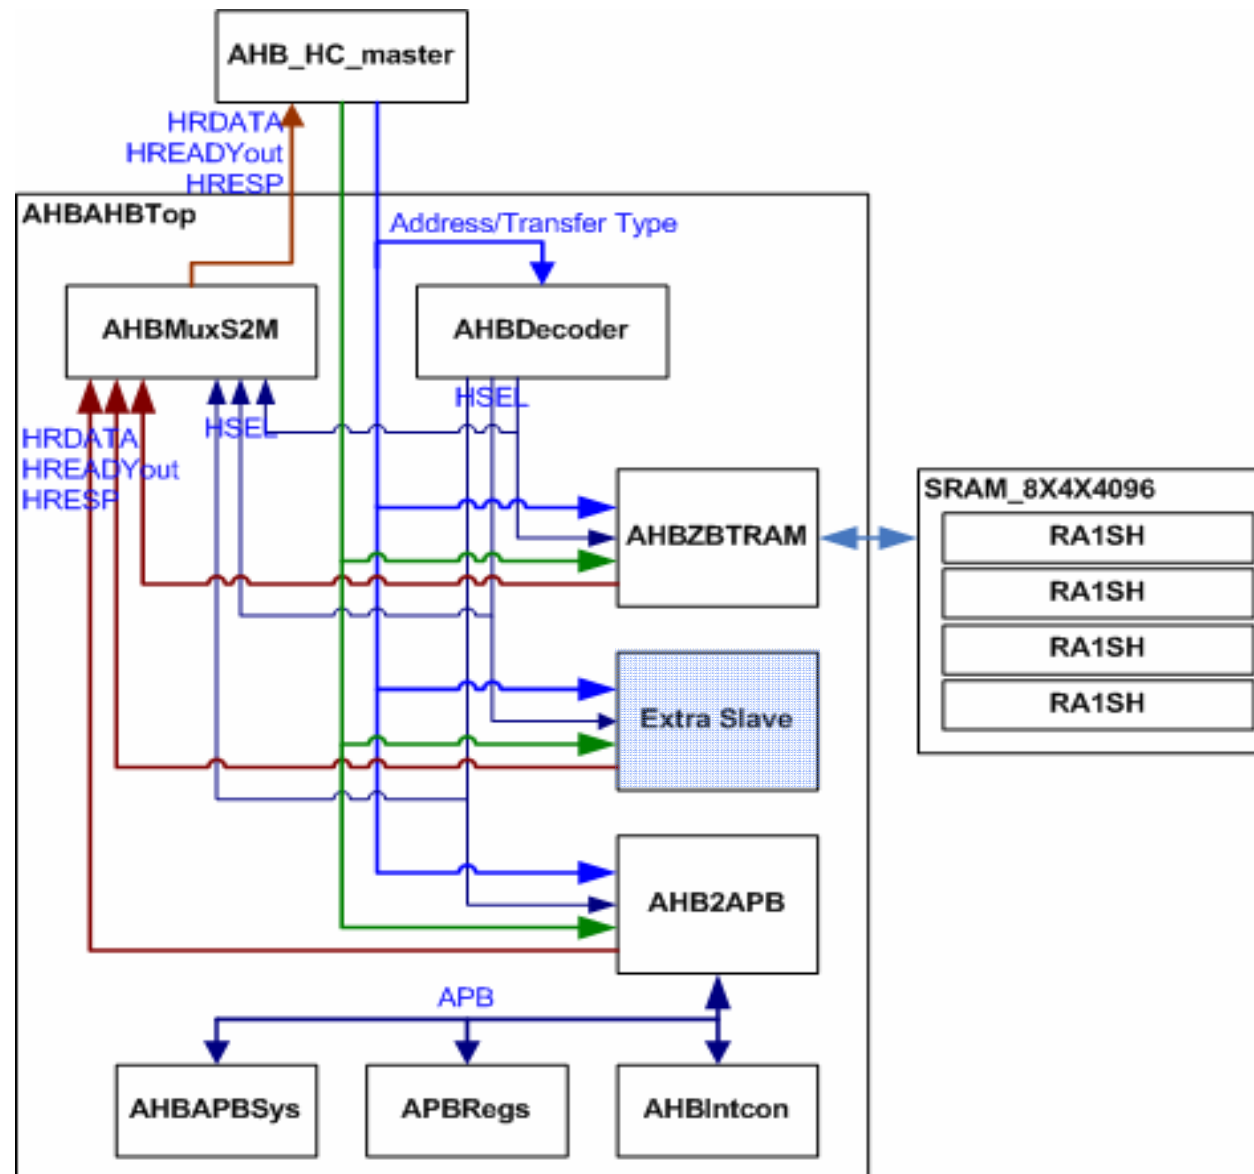 AHB_HC_master
HRDATA
HREADYout
HRESP
AHBAHBTop
Address/Transfer Type
AHBMuxS2M
AHBDecoder
HSEL
HSEL
HRDATA
HREADYout
HRESP
SRAM_8X4X4096
AHBZBTRAM
RA1SH
RA1SH
RA1SH
RA1SH
Extra Slave
AHB2APB
APB
AHBAPBSys
APBRegs
AHBIntcon